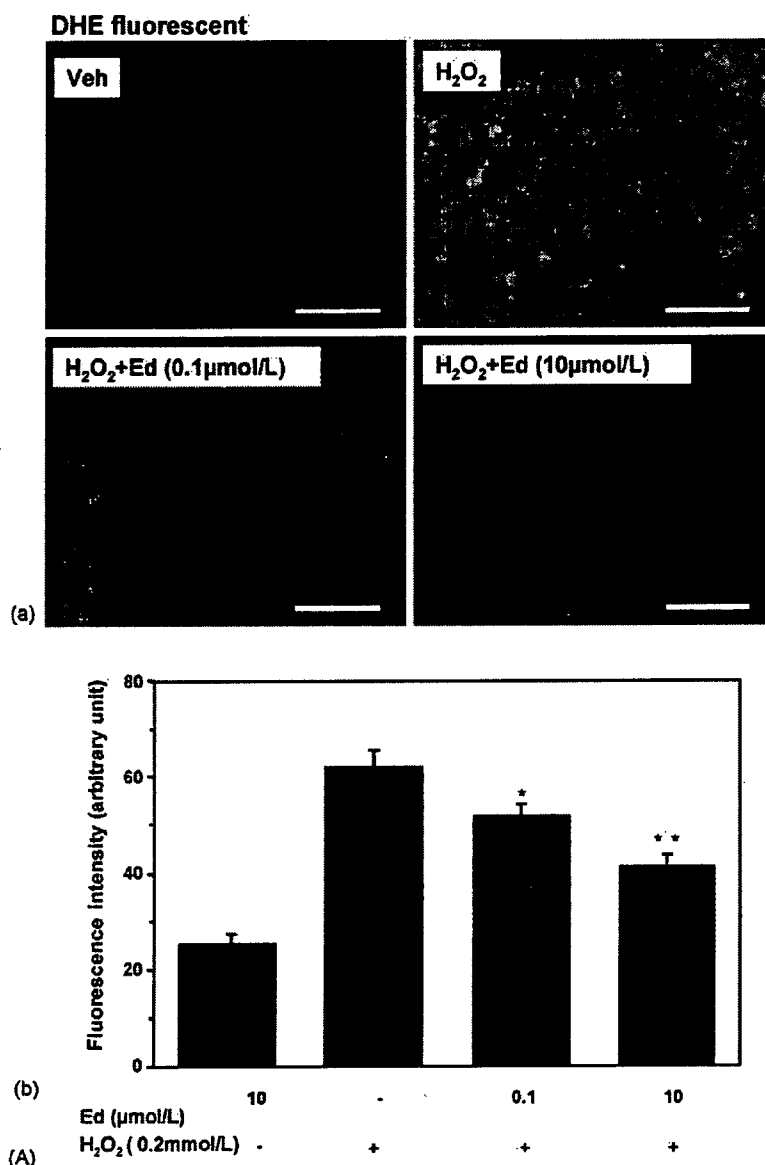 DHE fluorescent
Veh
H₂O₂
H₂O₂+Ed (0.1μmol/L)
H₂O₂+Ed (10μmol/L)
(a)
Fluorescence intensity (arbitrary unit)
80
60
40
20
0
*
**
(b)
10 - 0.1 10
Ed (μmol/L)
H₂O₂ (0.2mmol/L) - + + +
(A)